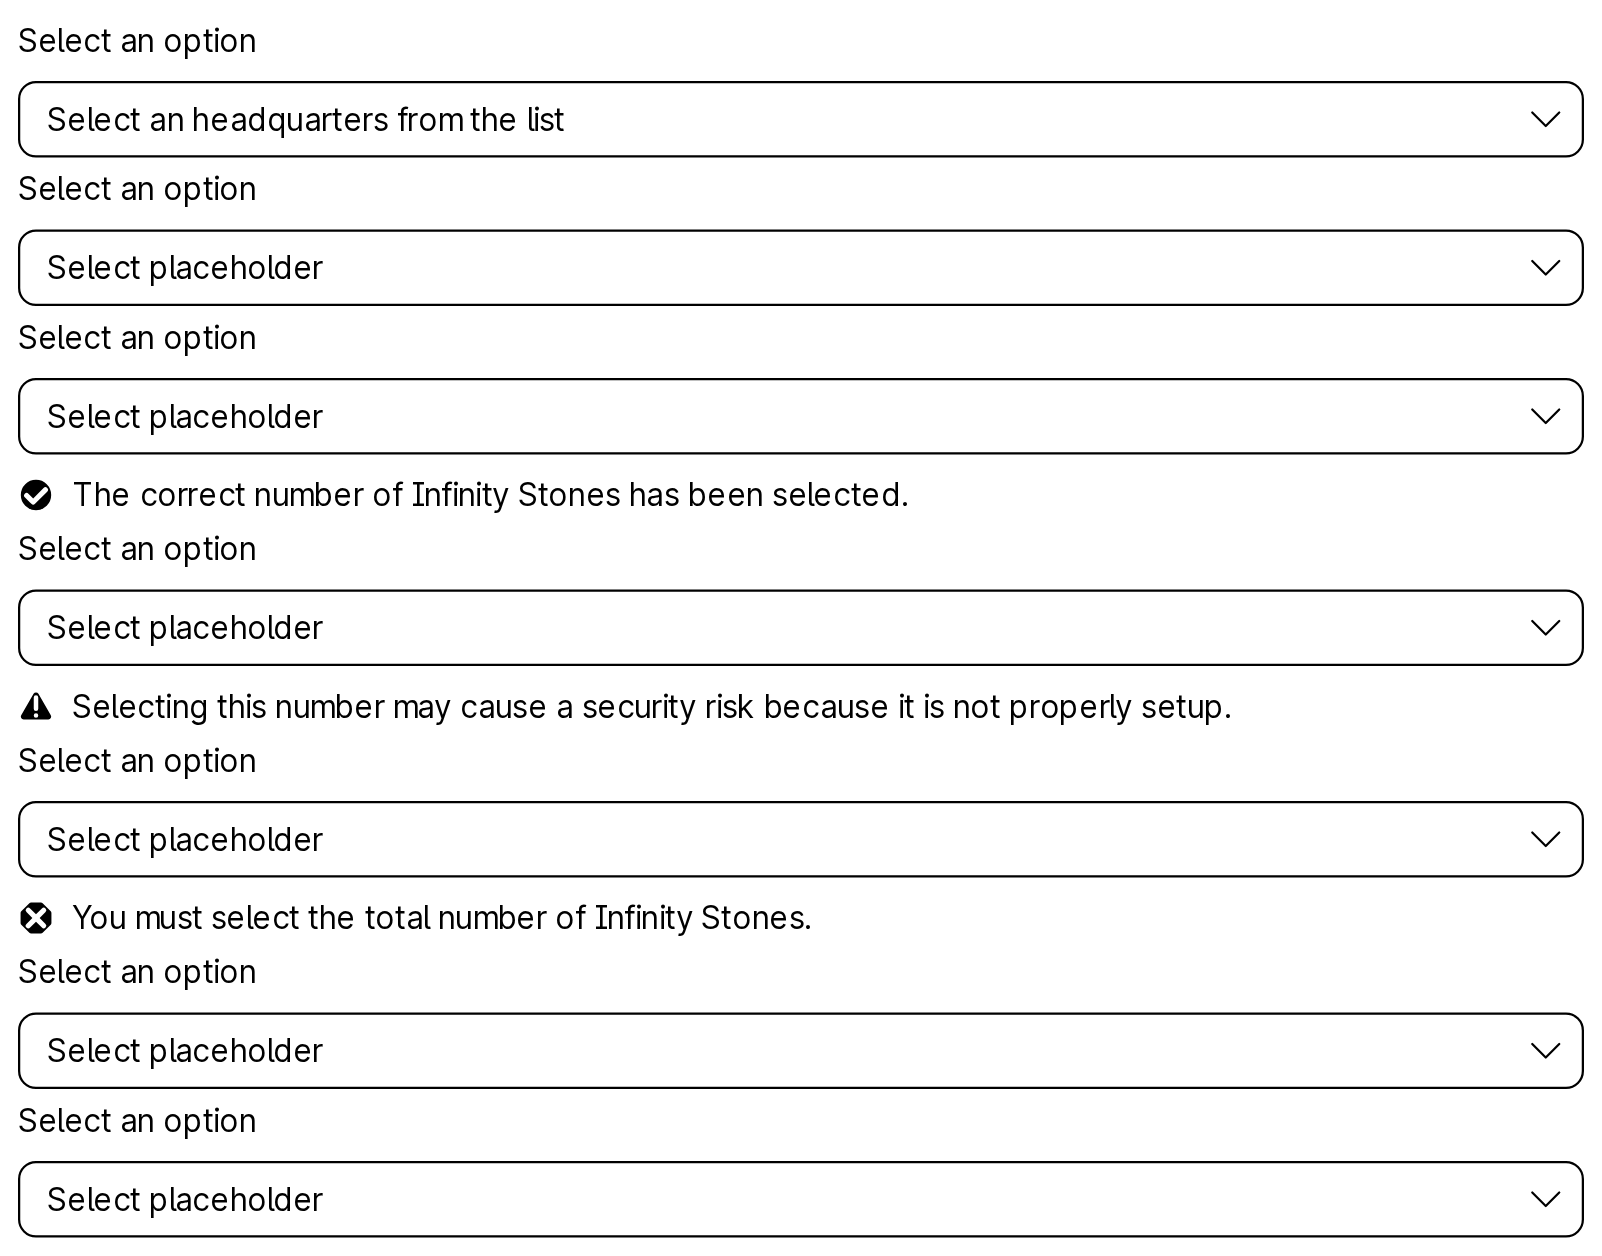 Select an option
Select an headquarters from the list
Select an option
Select placeholder
Select an option
Select placeholder
The correct number of Infinity Stones has been selected.
Select an option
Select placeholder
Selecting this number may cause a security risk because it is not properly setup.
Select an option
Select placeholder
You must select the total number of Infinity Stones.
Select an option
Select placeholder
Select an option
Select placeholder